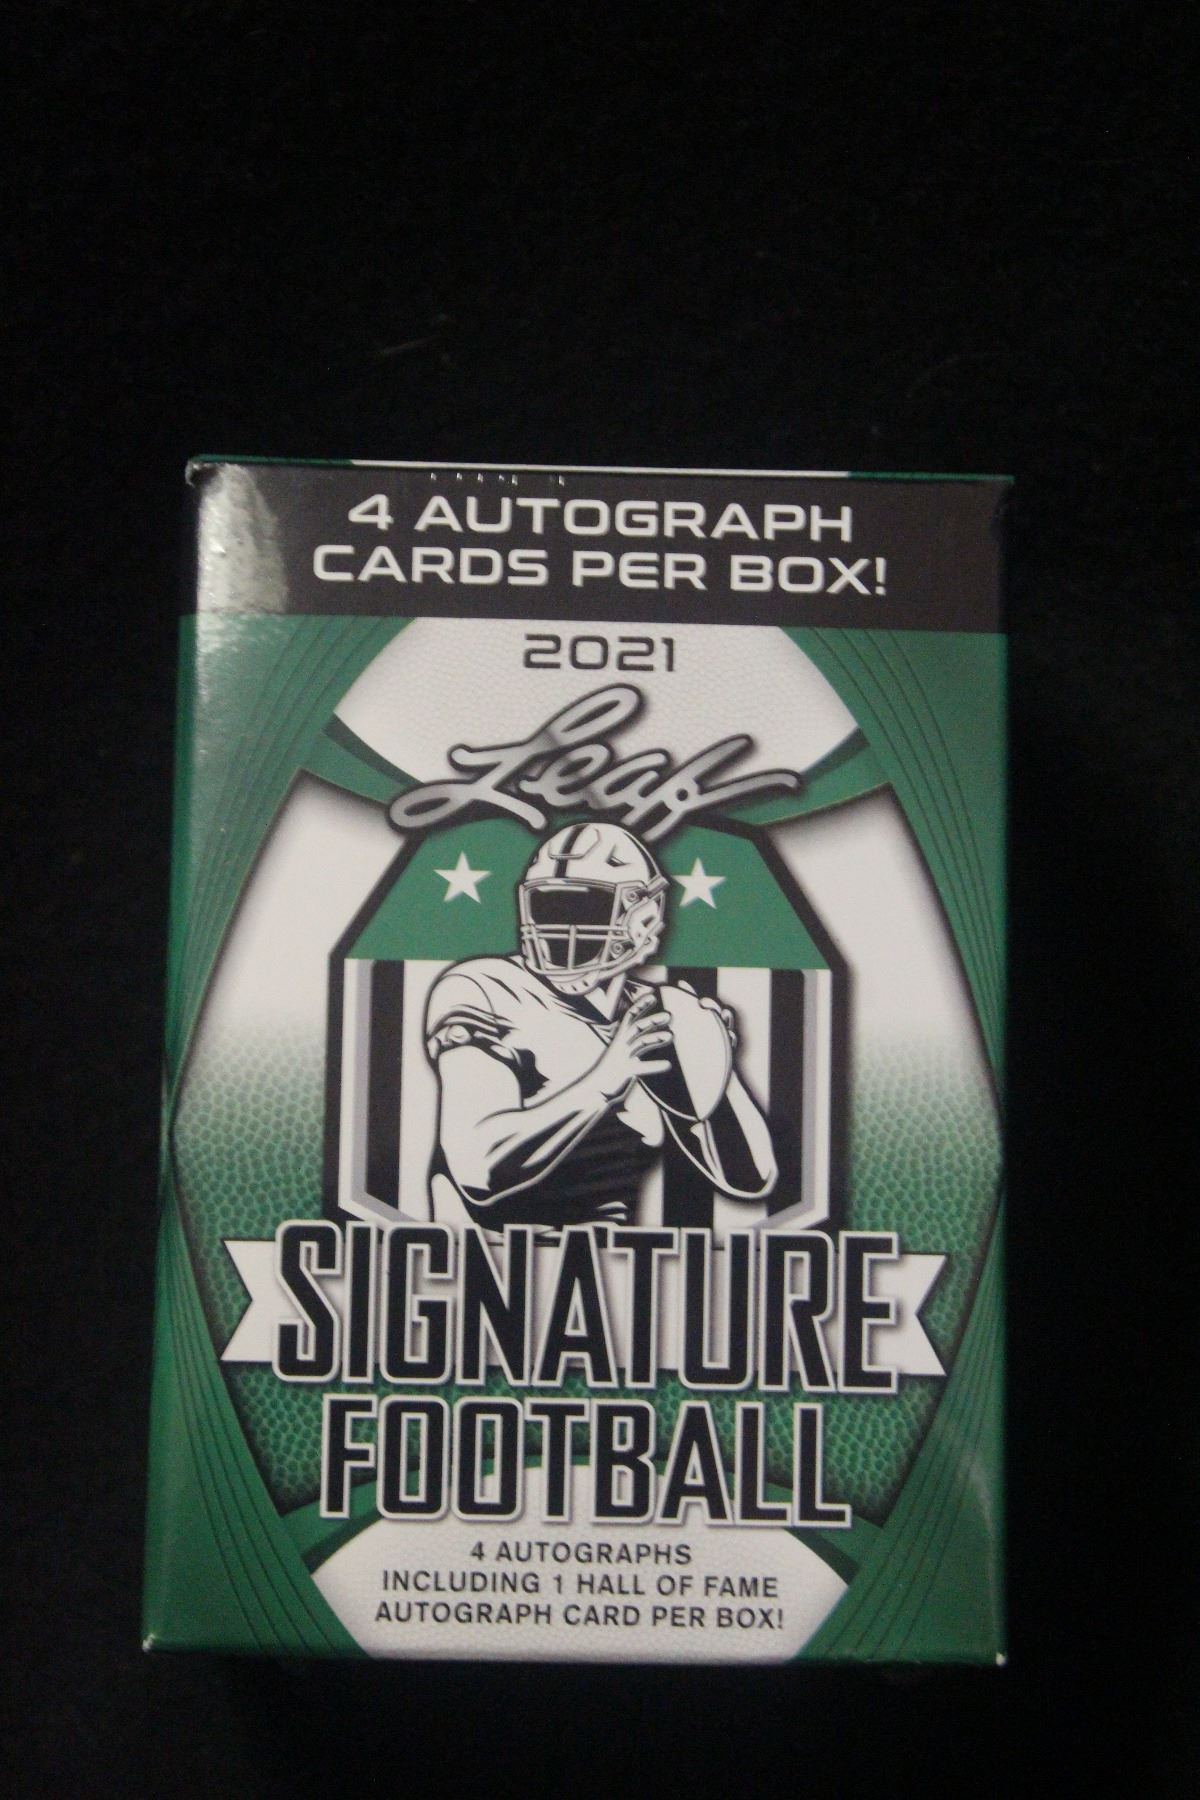 4 AUTOGRAPH
CARDS PER BOX!
2021
Leaf
SIGNATURE
FOOTBALL
4 AUTOGRAPHS
INCLUDING 1 HALL OF FAME
AUTOGRAPH CARD PER BOX!